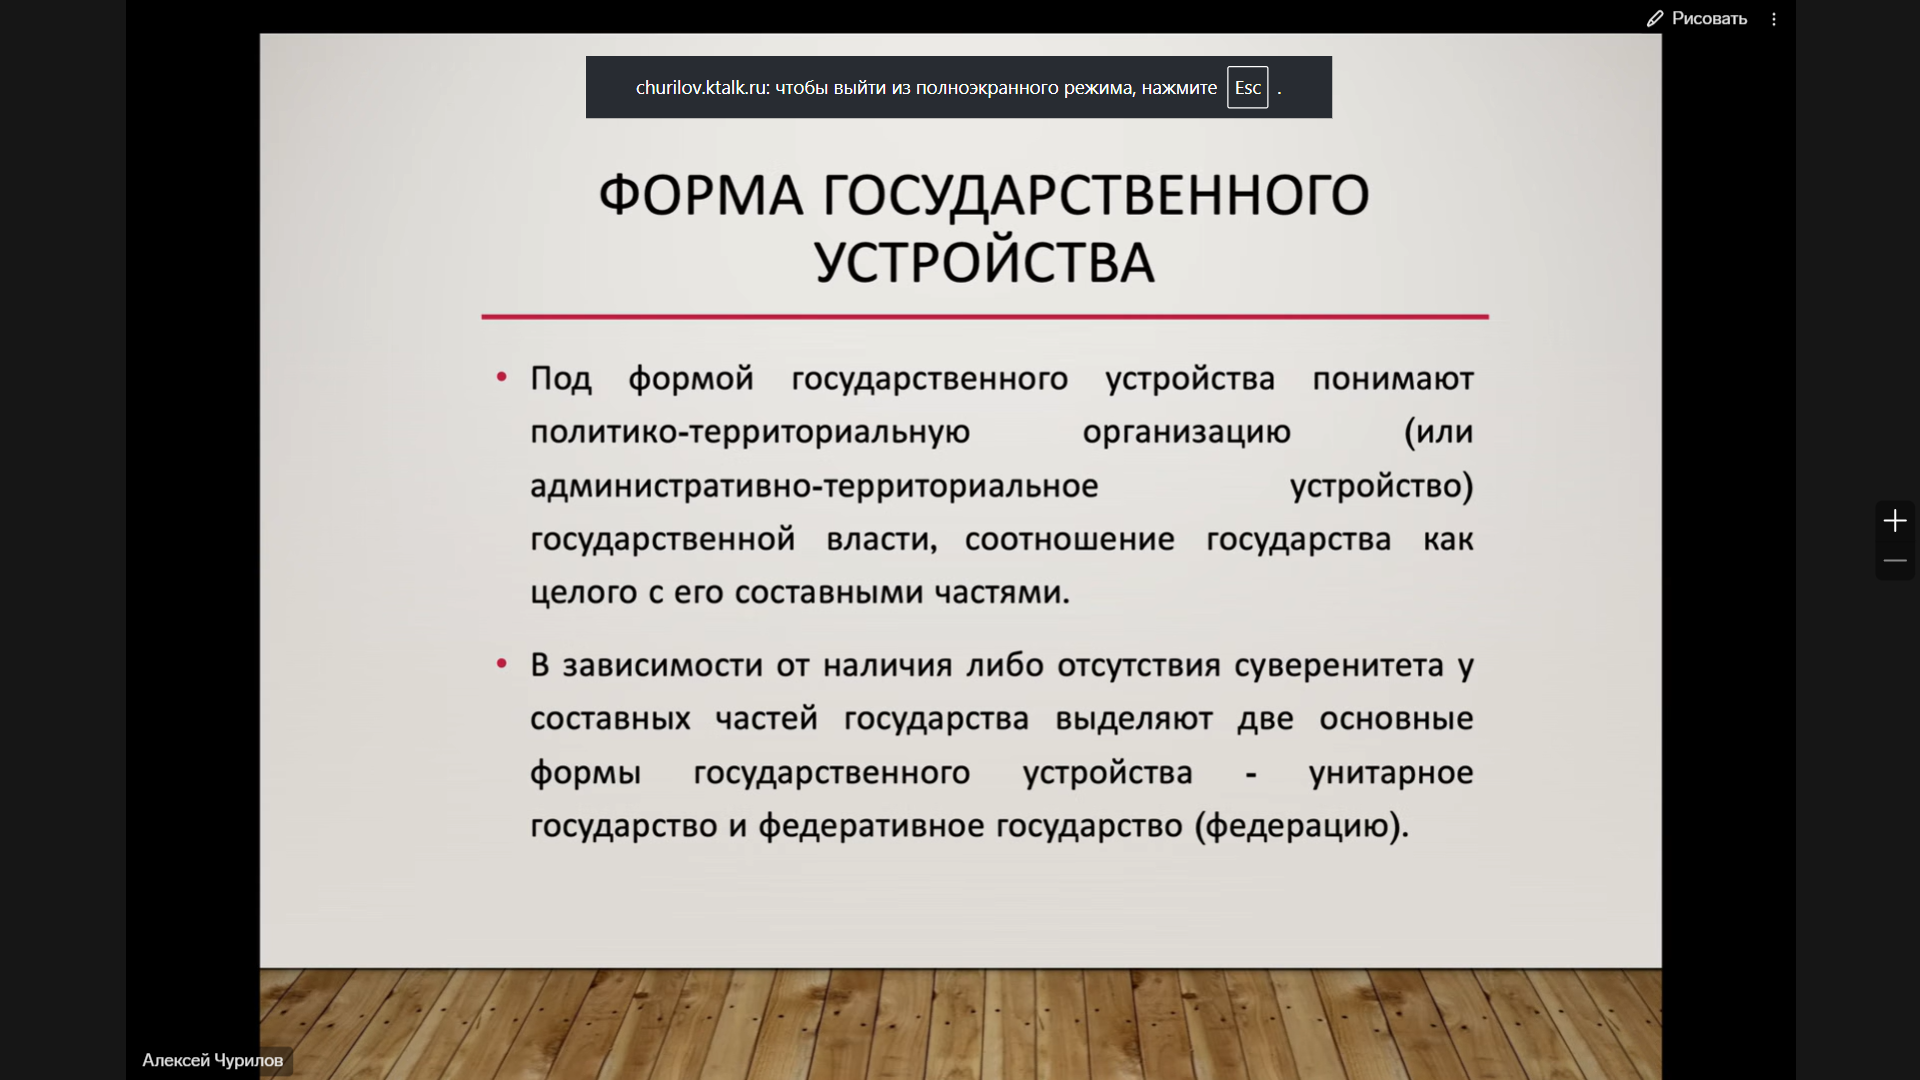 Рисовать
churilov.ktalk.ru: чтобы выйти из полноэкранного режима, нажмите Esc .
ФОРМА ГОСУДАРСТВЕННОГО
УСТРОЙСТВА
• Под формой государственного устройства понимают
политико-территориальную организацию (или
административно-территориальное устройство)
государственной власти, соотношение государства как
целого с его составными частями.
• В зависимости от наличия либо отсутствия суверенитета у
составных частей государства выделяют две основные
формы государственного устройства - унитарное
государство и федеративное государство (федерацию).
Алексей Чурилов